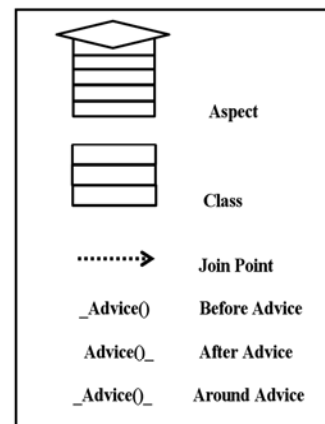 Aspect
Class
Join Point
_Advice() Before Advice
Advice()_ After Advice
_Advice()_ Around Advice